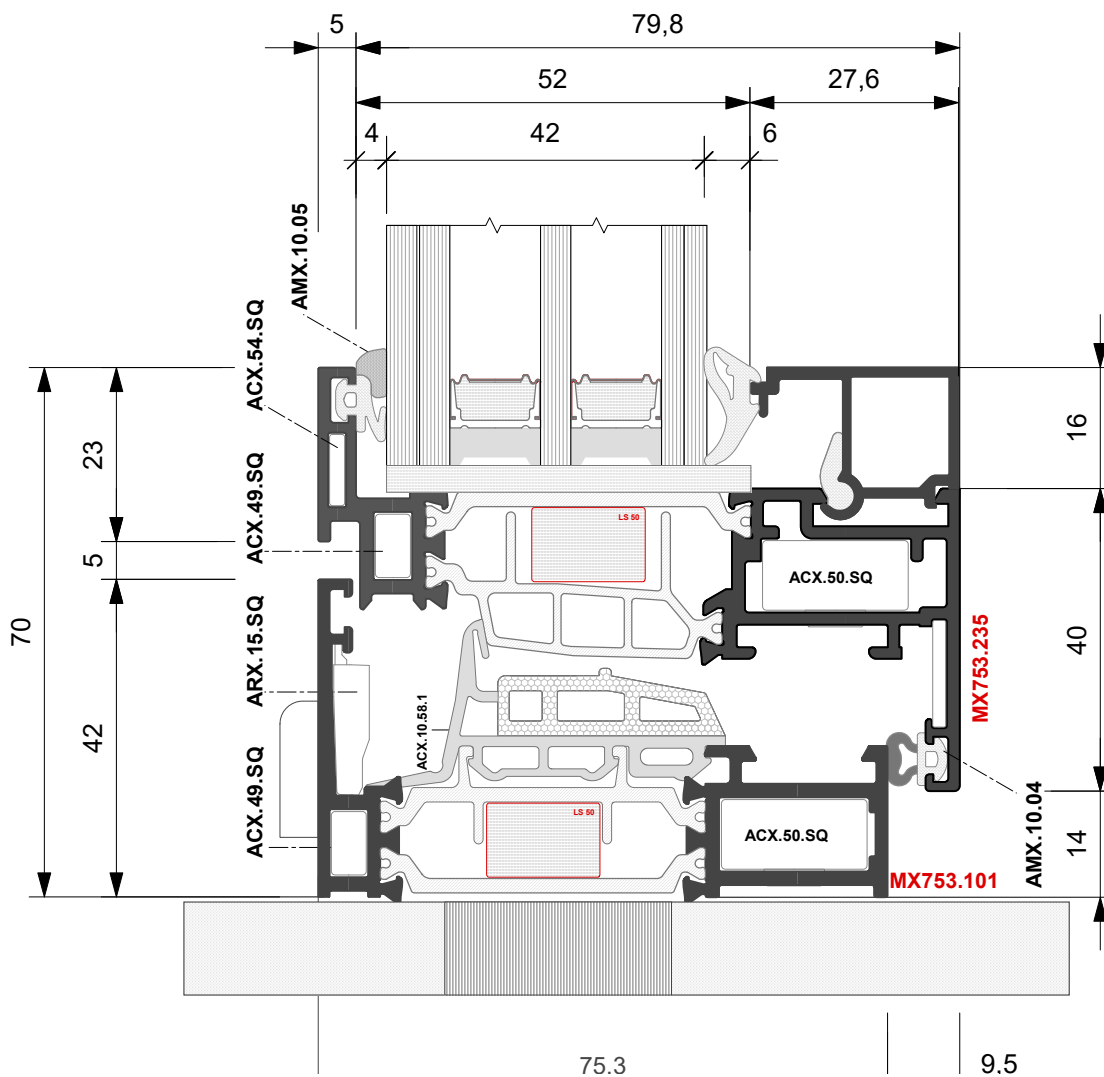 5
79,8
52
27,6
4
42
6
AMX.10.05
ACX.54.SQ
ACX.49.SQ
ARX.15.SQ
ACX.49.SQ
ACX.10.58.1
70
23
5
42
LS 50
ACX.50.SQ
LS 50
ACX.50.SQ
MX753.235
MX753.101
AMX.10.04
16
40
14
75,3
9,5